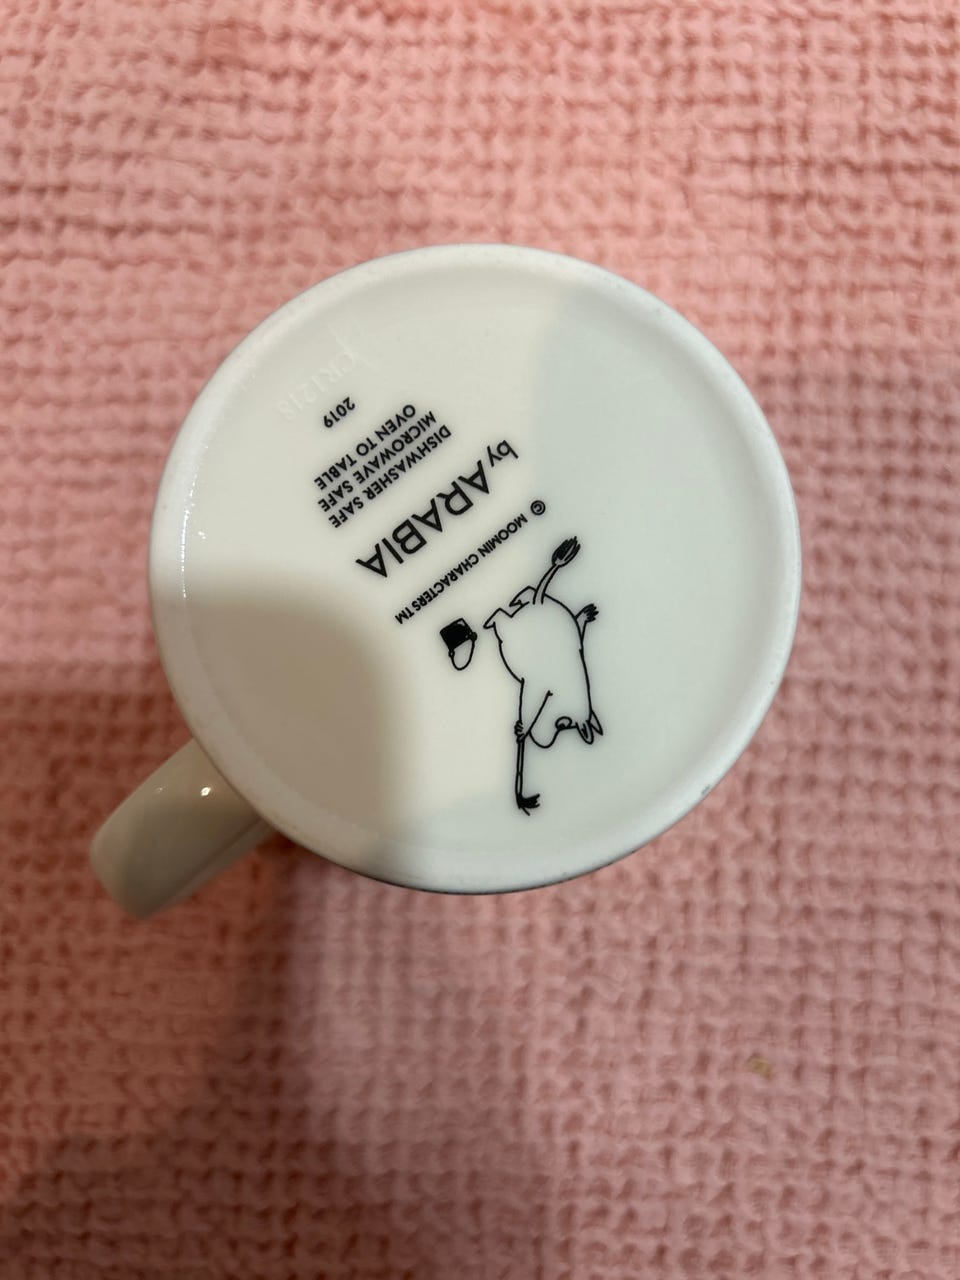 © MOOMIN CHARACTERS TM
by ARABIA
DISHWASHER SAFE
MICROWAVE SAFE
OVEN TO TABLE
2019